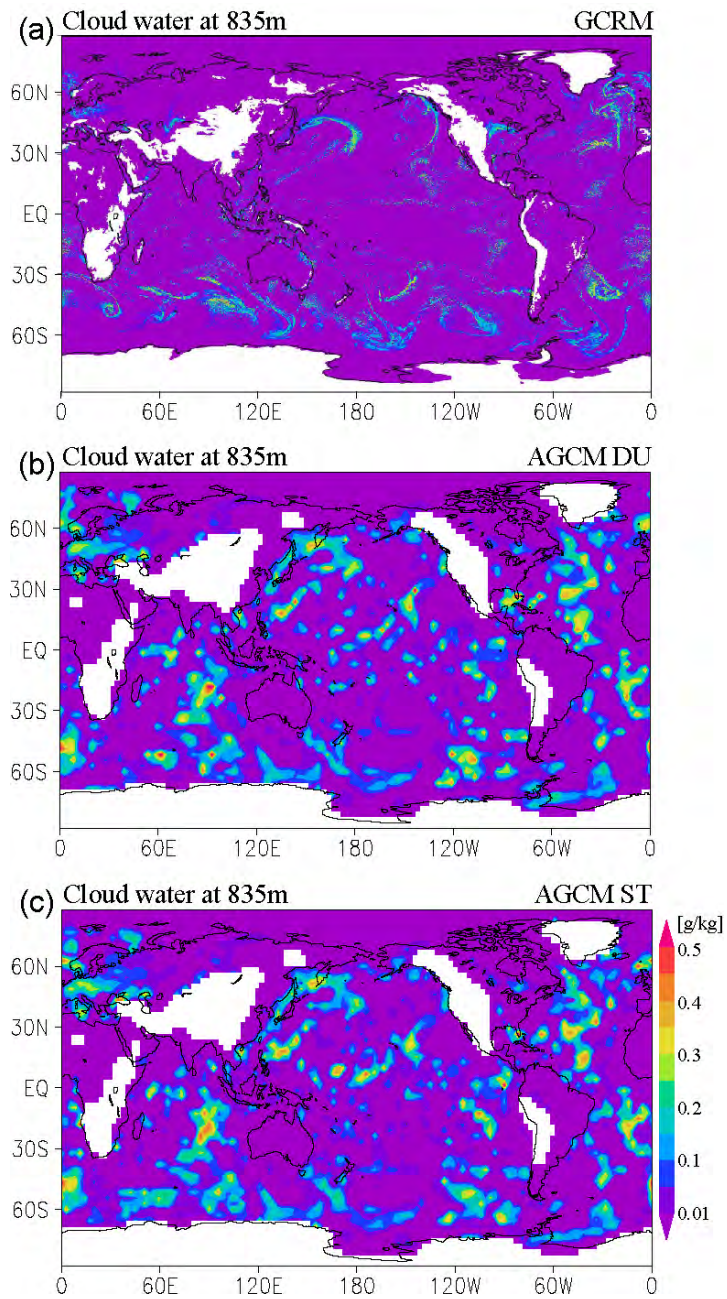 (a) Cloud water at 835m GCRM
60N
30N
EQ
30S
60S
0 60E 120E 180 120W 60W 0
(b) Cloud water at 835m AGCM DU
60N
30N
EQ
30S
60S
0 60E 120E 180 120W 60W 0
(c) Cloud water at 835m AGCM ST
[g/kg]
0.5
60N
0.4
30N
0.3
EQ
0.2
30S
0.1
60S
0.01
0 60E 120E 180 120W 60W 0